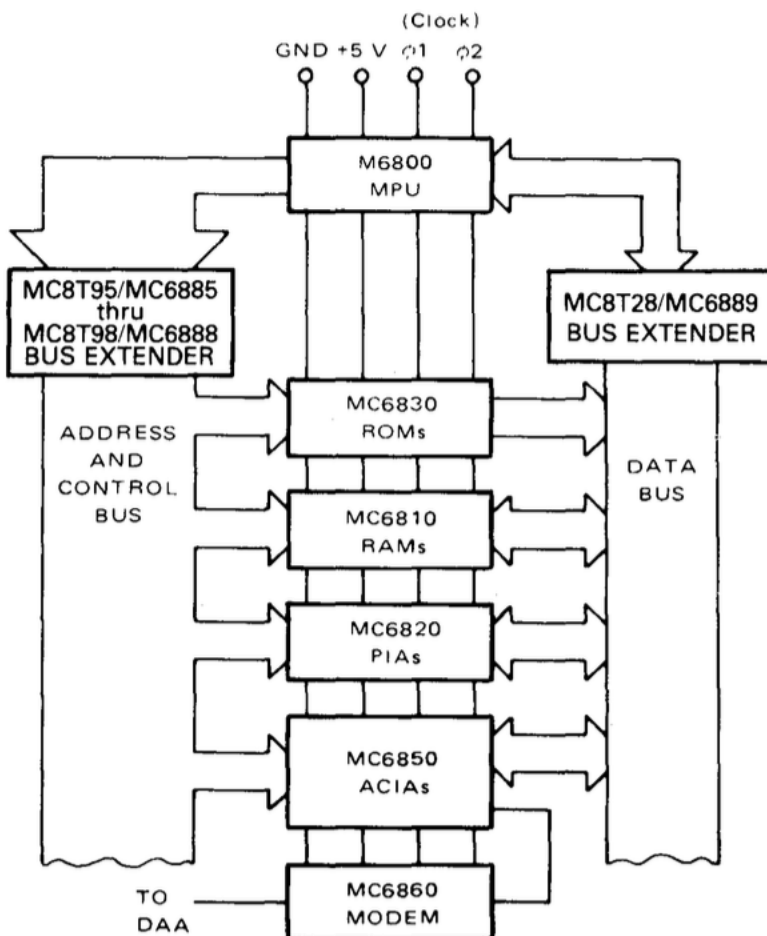 (Clock)
GND +5 V φ1 φ2
M6800
MPU
MC8T95/MC6885
thru
MC8T98/MC6888
BUS EXTENDER
MC8T28/MC6889
BUS EXTENDER
ADDRESS
AND
CONTROL
BUS
MC6830
ROMs
DATA
BUS
MC6810
RAMs
MC6820
PIAs
MC6850
ACIAs
TO
DAA
MC6860
MODEM